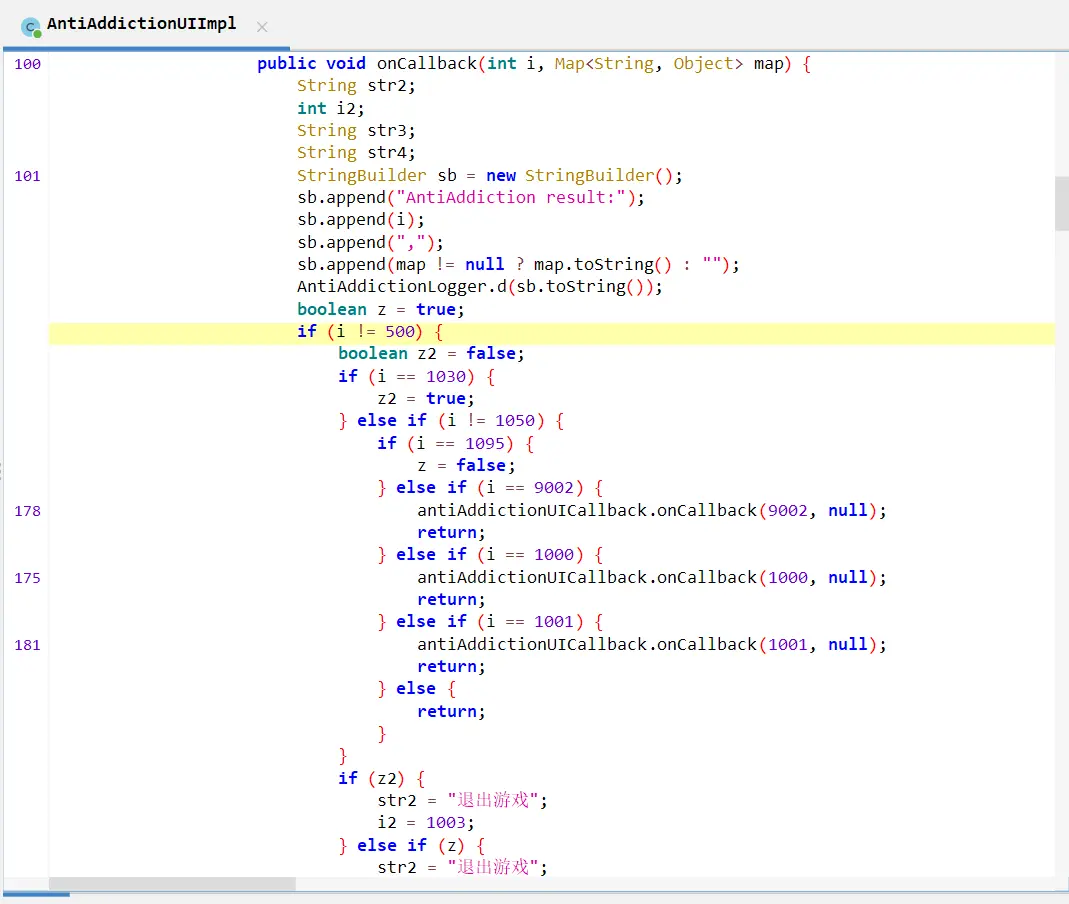 AntiAddictionUIImpl
100 public void onCallback(int i, Map<String, Object> map) {
String str2;
int i2;
String str3;
String str4;
101 StringBuilder sb = new StringBuilder();
sb.append("AntiAddiction result:");
sb.append(i);
sb.append(",");
sb.append(map != null ? map.toString() : "");
AntiAddictionLogger.d(sb.toString());
boolean z = true;
if (i != 500) {
boolean z2 = false;
if (i == 1030) {
z2 = true;
} else if (i != 1050) {
if (i == 1095) {
z = false;
} else if (i == 9002) {
178 antiAddictionUICallback.onCallback(9002, null);
return;
} else if (i == 1000) {
175 antiAddictionUICallback.onCallback(1000, null);
return;
} else if (i == 1001) {
181 antiAddictionUICallback.onCallback(1001, null);
return;
} else {
return;
}
}
if (z2) {
str2 = "退出游戏";
i2 = 1003;
} else if (z) {
str2 = "退出游戏";